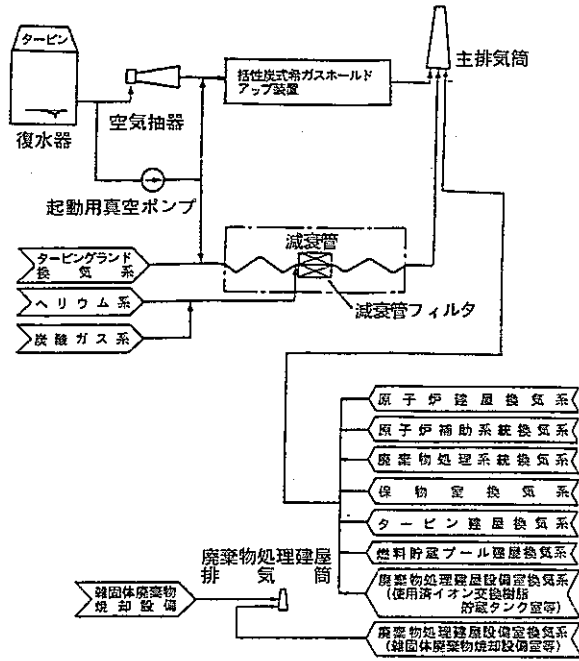 タービン
復水器
空気抽器
起動用真空ポンプ
括性炭式希ガスホールド
アップ装置
主排気筒
タービングランド
換気系
ヘリウム系
炭酸ガス系
減衰管
減衰管フィルタ
原子炉建屋換気系
原子炉補助系統換気系
廃棄物処理系統換気系
保物室換気系
タービン建屋換気系
燃料貯蔵プール建屋換気系
廃棄物処理建屋設備室換気系
(使用済イオン交換樹脂
貯蔵タンク室等)
廃棄物処理建屋設備室換気系
(雑固体廃棄物焼却設備室等)
廃棄物処理建屋
排気筒
雑固体廃棄物
焼却設備